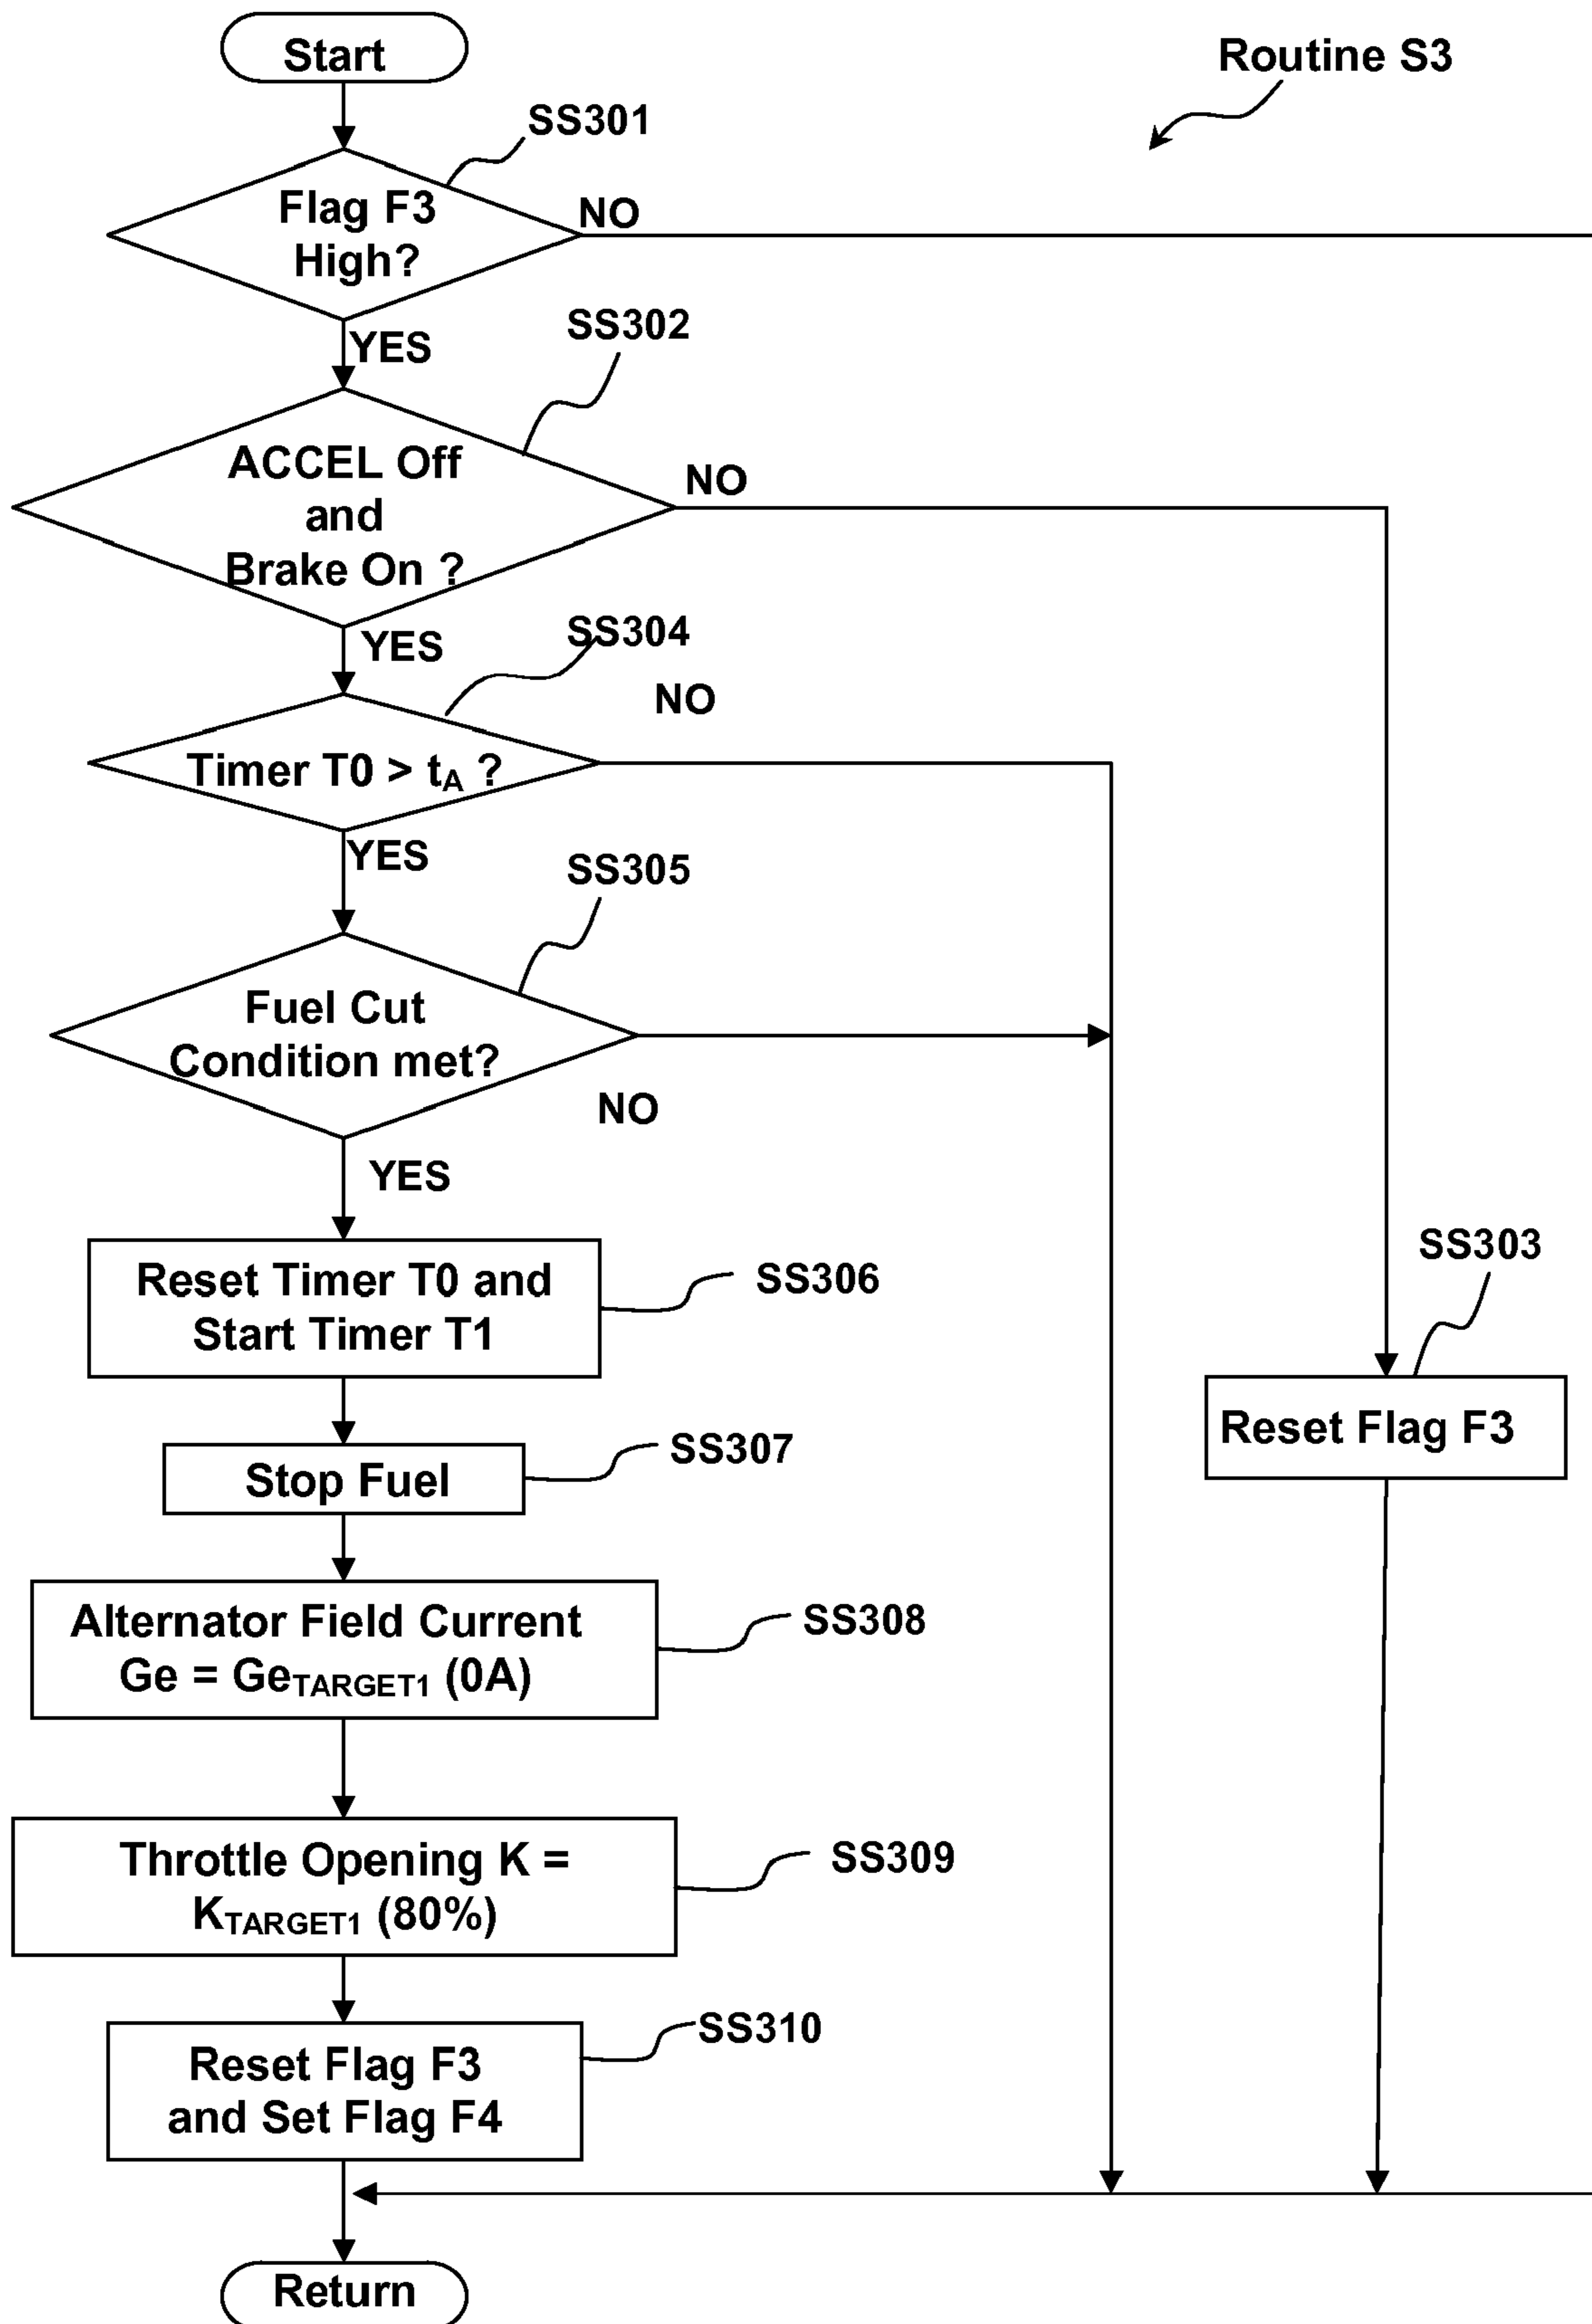 Start
Routine S3
SS301
Flag F3
High?
NO
YES
SS302
ACCEL Off
and
Brake On ?
NO
YES
SS304
NO
Timer T0 > tA ?
YES
SS305
Fuel Cut
Condition met?
NO
YES
Reset Timer T0 and
Start Timer T1
SS306
SS303
Reset Flag F3
Stop Fuel
SS307
Alternator Field Current
Ge = GeTARGET1 (0A)
SS308
Throttle Opening K =
KTARGET1 (80%)
SS309
Reset Flag F3
and Set Flag F4
SS310
Return